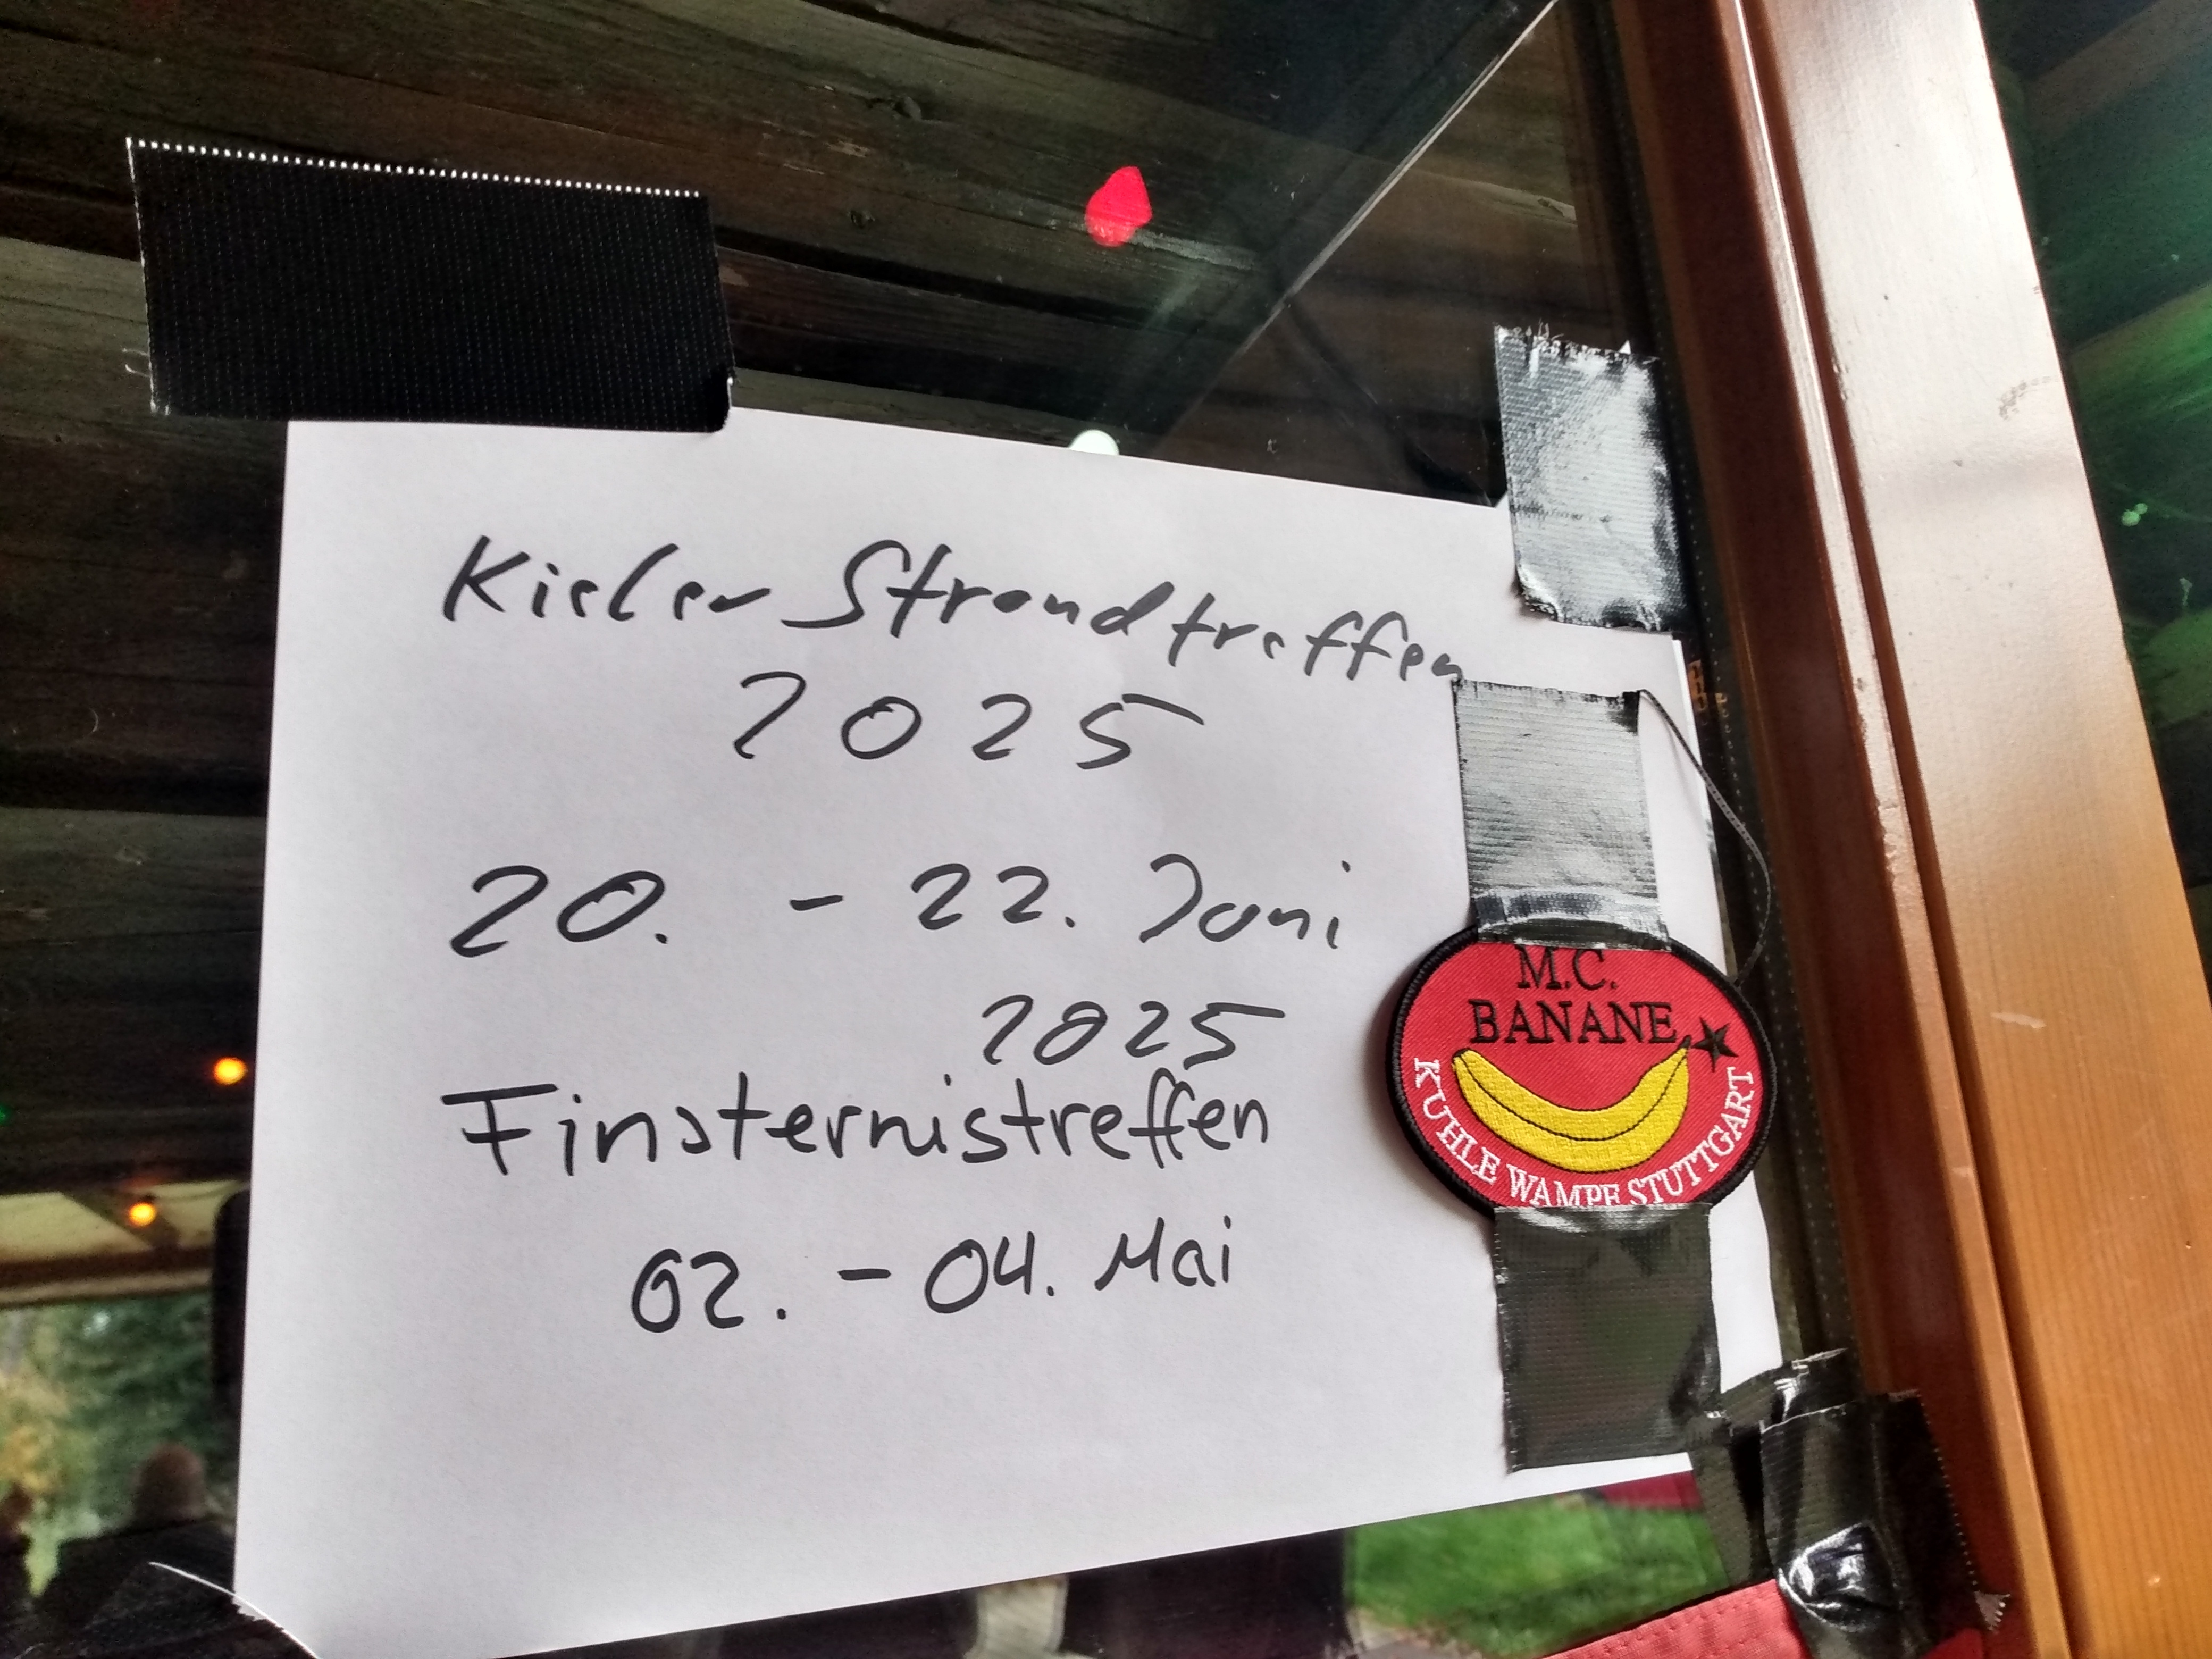 Kieler Strandtreffen
2025
20. - 22. Juni
2025
Finsternistreffen
02. - 04. Mai
M.C.
BANANE
KUHLE WAMPE STUTTGART